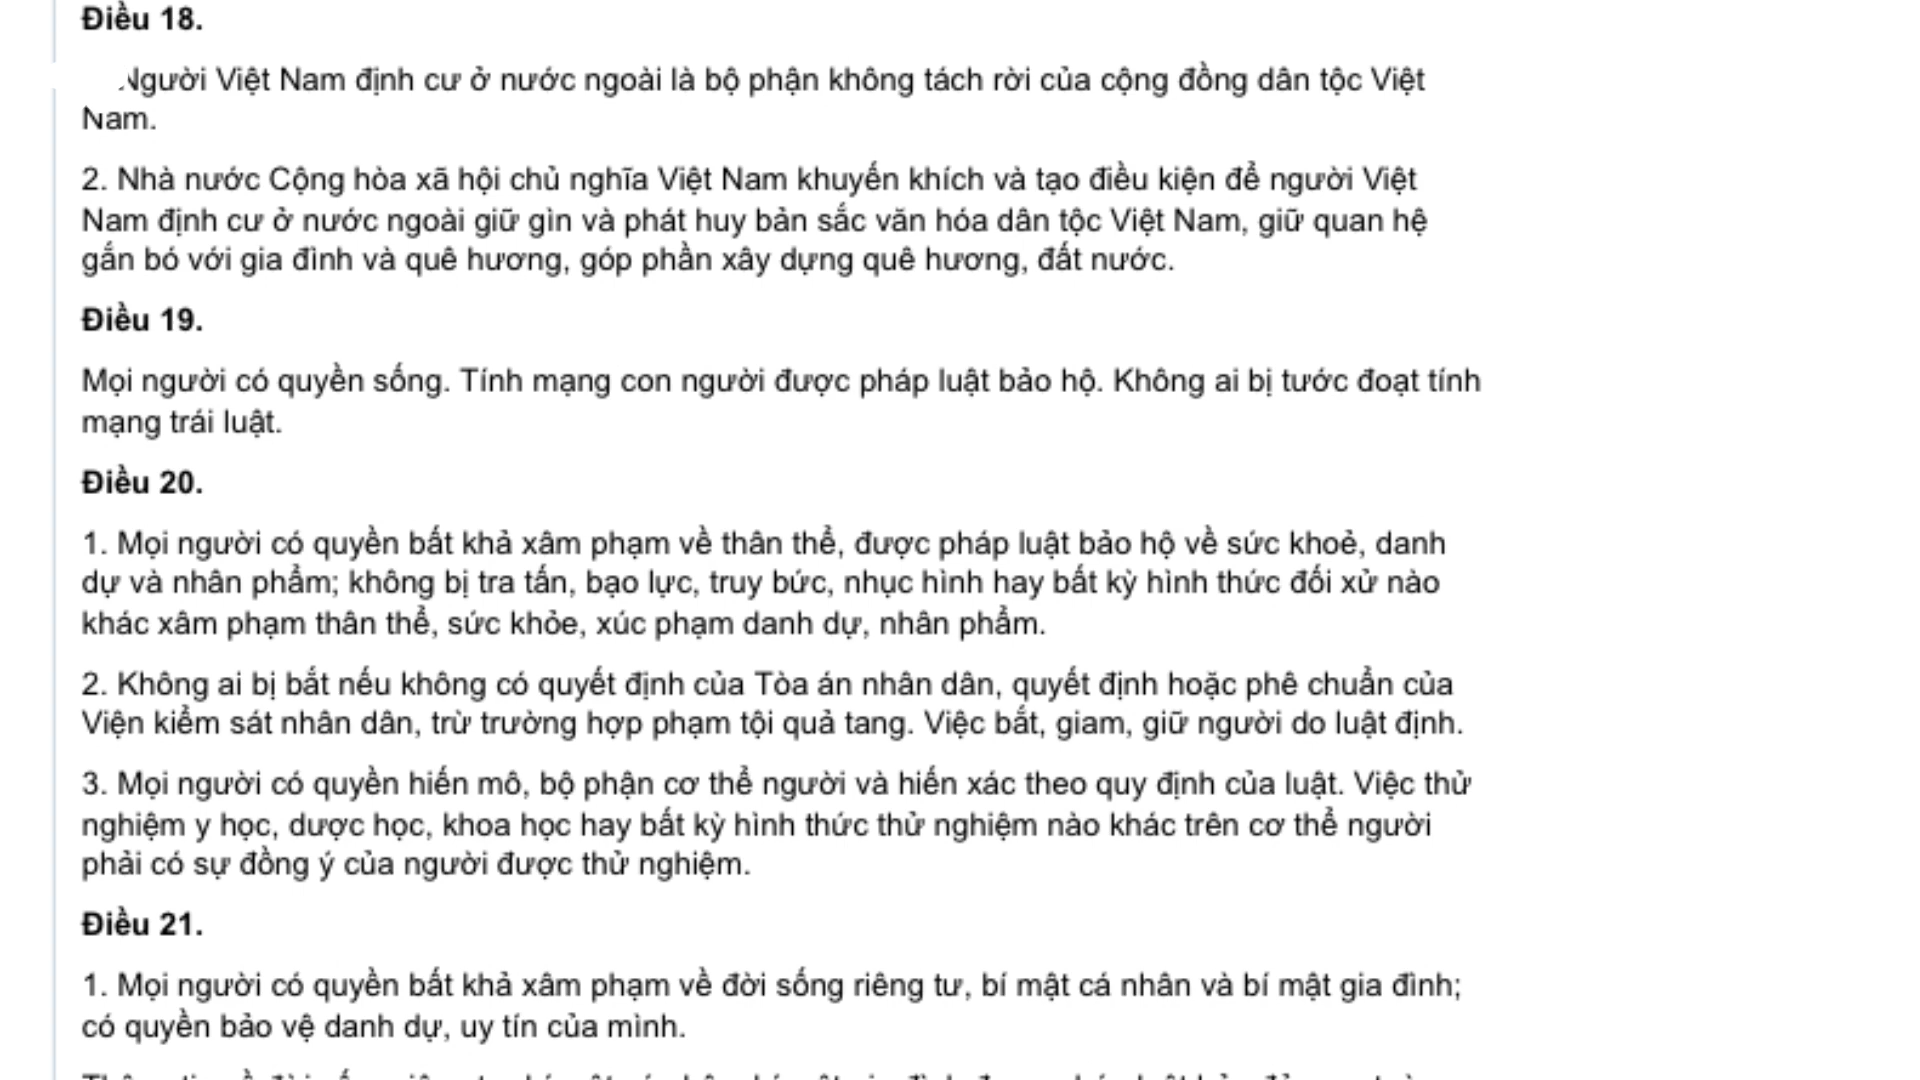 Điều 18.
Người Việt Nam định cư ở nước ngoài là bộ phận không tách rời của cộng đồng dân tộc Việt
Nam.
2. Nhà nước Cộng hòa xã hội chủ nghĩa Việt Nam khuyến khích và tạo điều kiện để người Việt
Nam định cư ở nước ngoài giữ gìn và phát huy bản sắc văn hóa dân tộc Việt Nam, giữ quan hệ
gắn bó với gia đình và quê hương, góp phần xây dựng quê hương, đất nước.
Điều 19.
Mọi người có quyền sống. Tính mạng con người được pháp luật bảo hộ. Không ai bị tước đoạt tính
mạng trái luật.
Điều 20.
1. Mọi người có quyền bất khả xâm phạm về thân thể, được pháp luật bảo hộ về sức khoẻ, danh
dự và nhân phẩm; không bị tra tấn, bạo lực, truy bức, nhục hình hay bất kỳ hình thức đối xử nào
khác xâm phạm thân thể, sức khỏe, xúc phạm danh dự, nhân phẩm.
2. Không ai bị bắt nếu không có quyết định của Tòa án nhân dân, quyết định hoặc phê chuẩn của
Viện kiểm sát nhân dân, trừ trường hợp phạm tội quả tang. Việc bắt, giam, giữ người do luật định.
3. Mọi người có quyền hiến mô, bộ phận cơ thể người và hiến xác theo quy định của luật. Việc thử
nghiệm y học, dược học, khoa học hay bất kỳ hình thức thử nghiệm nào khác trên cơ thể người
phải có sự đồng ý của người được thử nghiệm.
Điều 21.
1. Mọi người có quyền bất khả xâm phạm về đời sống riêng tư, bí mật cá nhân và bí mật gia đình;
có quyền bảo vệ danh dự, uy tín của mình.